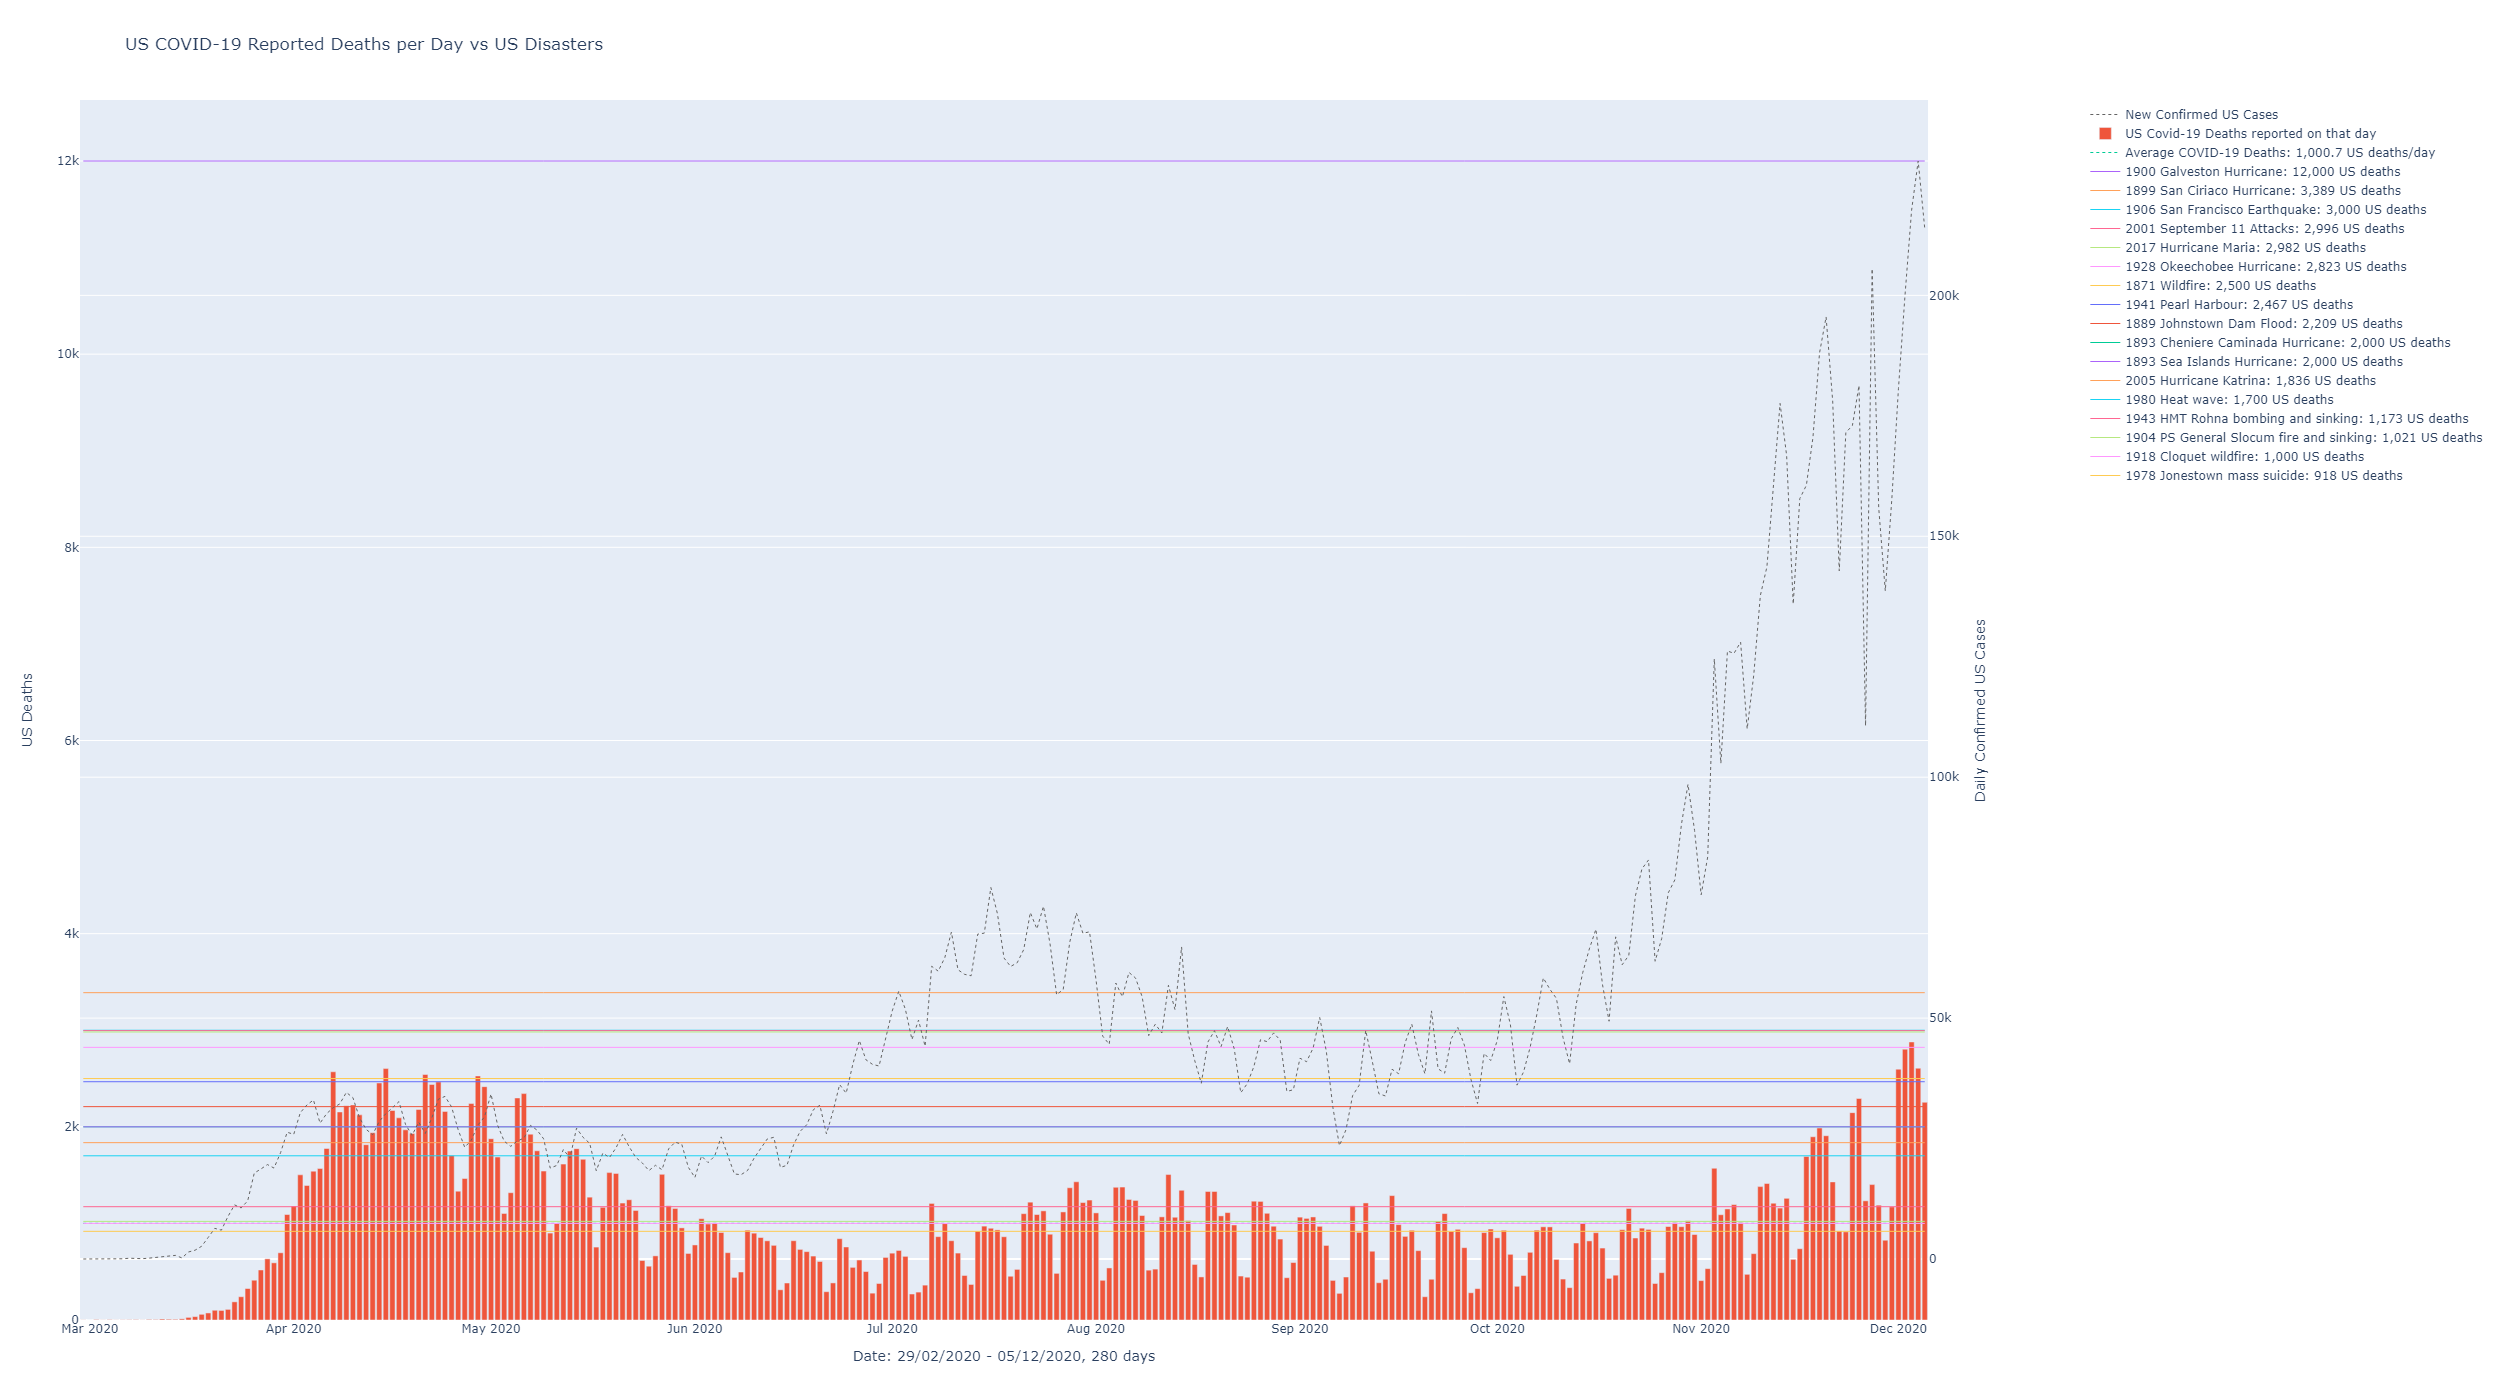 US COVID-19 Reported Deaths per Day vs US Disasters
12k
10k
8k
6k
4k
2k
0
US Deaths
200k
150k
100k
50k
0
Daily Confirmed US Cases
Mar 2020
Apr 2020
May 2020
Jun 2020
Jul 2020
Aug 2020
Sep 2020
Oct 2020
Nov 2020
Dec 2020
Date: 29/02/2020 - 05/12/2020, 280 days
New Confirmed US Cases
US Covid-19 Deaths reported on that day
Average COVID-19 Deaths: 1,000.7 US deaths/day
1900 Galveston Hurricane: 12,000 US deaths
1899 San Ciriaco Hurricane: 3,389 US deaths
1906 San Francisco Earthquake: 3,000 US deaths
2001 September 11 Attacks: 2,996 US deaths
2017 Hurricane Maria: 2,982 US deaths
1928 Okeechobee Hurricane: 2,823 US deaths
1871 Wildfire: 2,500 US deaths
1941 Pearl Harbour: 2,467 US deaths
1889 Johnstown Dam Flood: 2,209 US deaths
1893 Cheniere Caminada Hurricane: 2,000 US deaths
1893 Sea Islands Hurricane: 2,000 US deaths
2005 Hurricane Katrina: 1,836 US deaths
1980 Heat wave: 1,700 US deaths
1943 HMT Rohna bombing and sinking: 1,173 US deaths
1904 PS General Slocum fire and sinking: 1,021 US deaths
1918 Cloquet wildfire: 1,000 US deaths
1978 Jonestown mass suicide: 918 US deaths